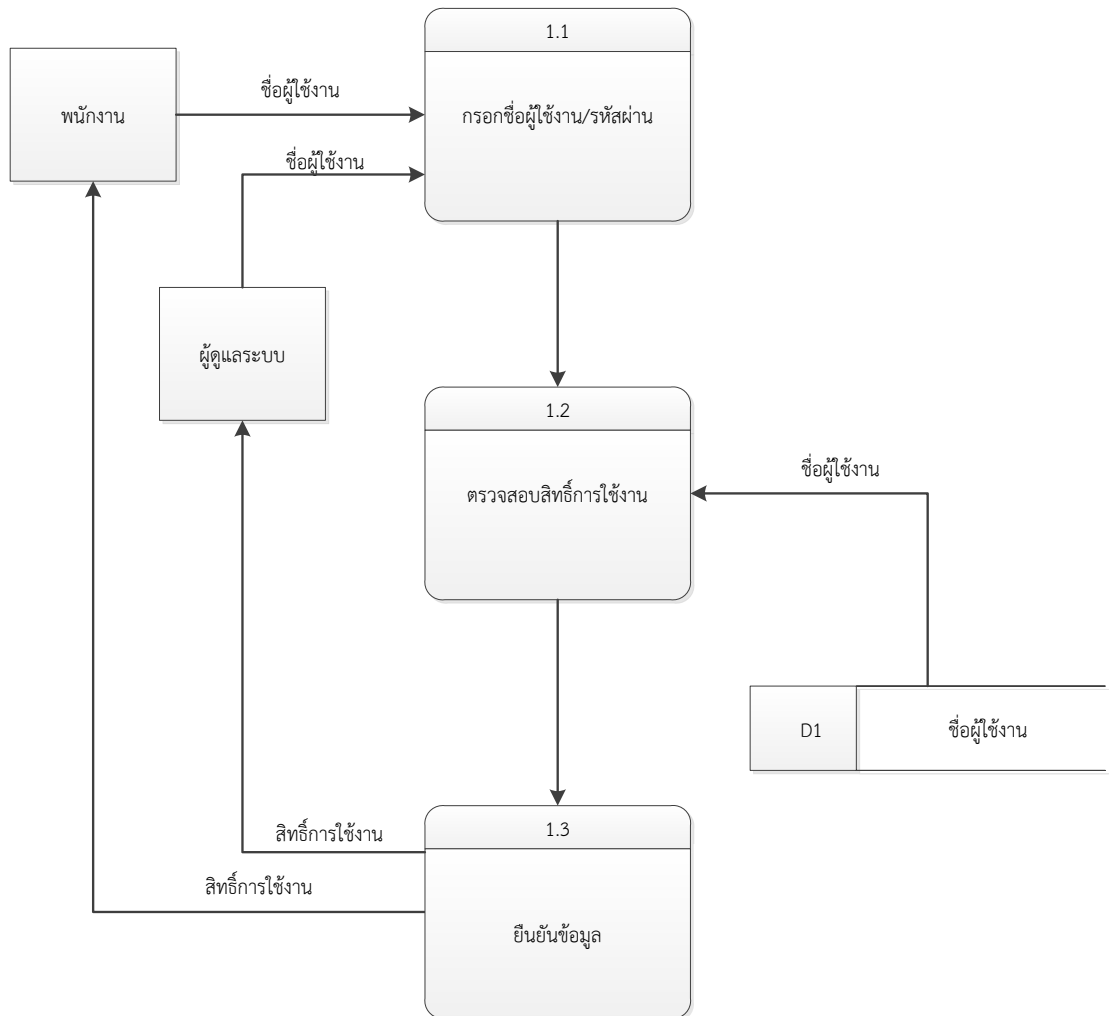 1.1
พนักงาน
ชื่อผู้ใช้งาน
กรอกชื่อผู้ใช้งาน/รหัสผ่าน
ชื่อผู้ใช้งาน
ผู้ดูแลระบบ
1.2
ชื่อผู้ใช้งาน
ตรวจสอบสิทธิ์การใช้งาน
D1
ชื่อผู้ใช้งาน
1.3
สิทธิ์การใช้งาน
สิทธิ์การใช้งาน
ยืนยันข้อมูล